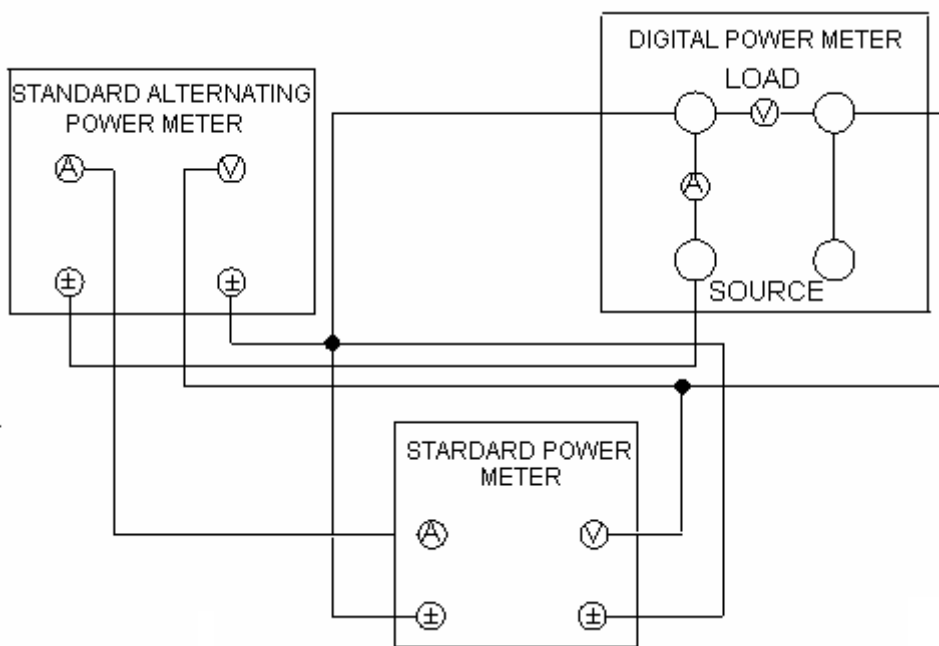 STANDARD ALTERNATING
POWER METER
A V
± ±
DIGITAL POWER METER
LOAD
V
A
SOURCE
STARDARD POWER
METER
A V
± ±